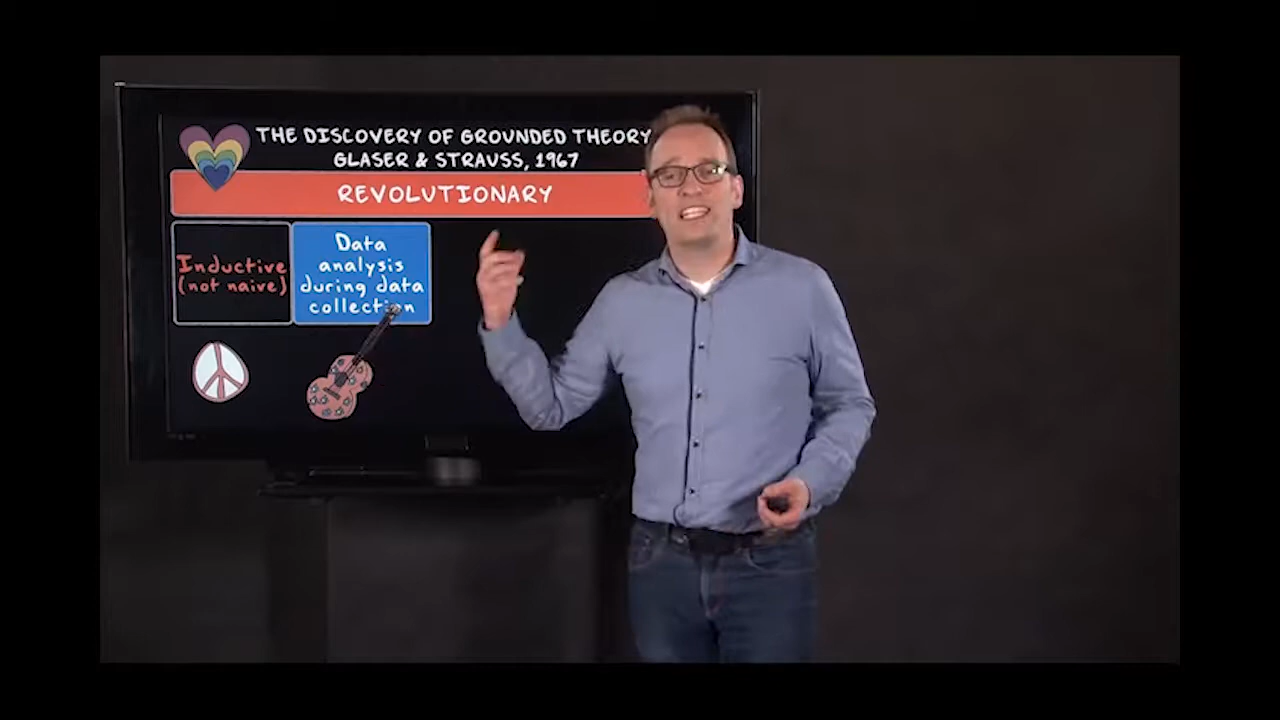 THE DISCOVERY OF GROUNDED THEORY
GLASER & STRAUSS, 1967
REVOLUTIONARY
Inductive
(not naive)
Data
analysis
during data
collection